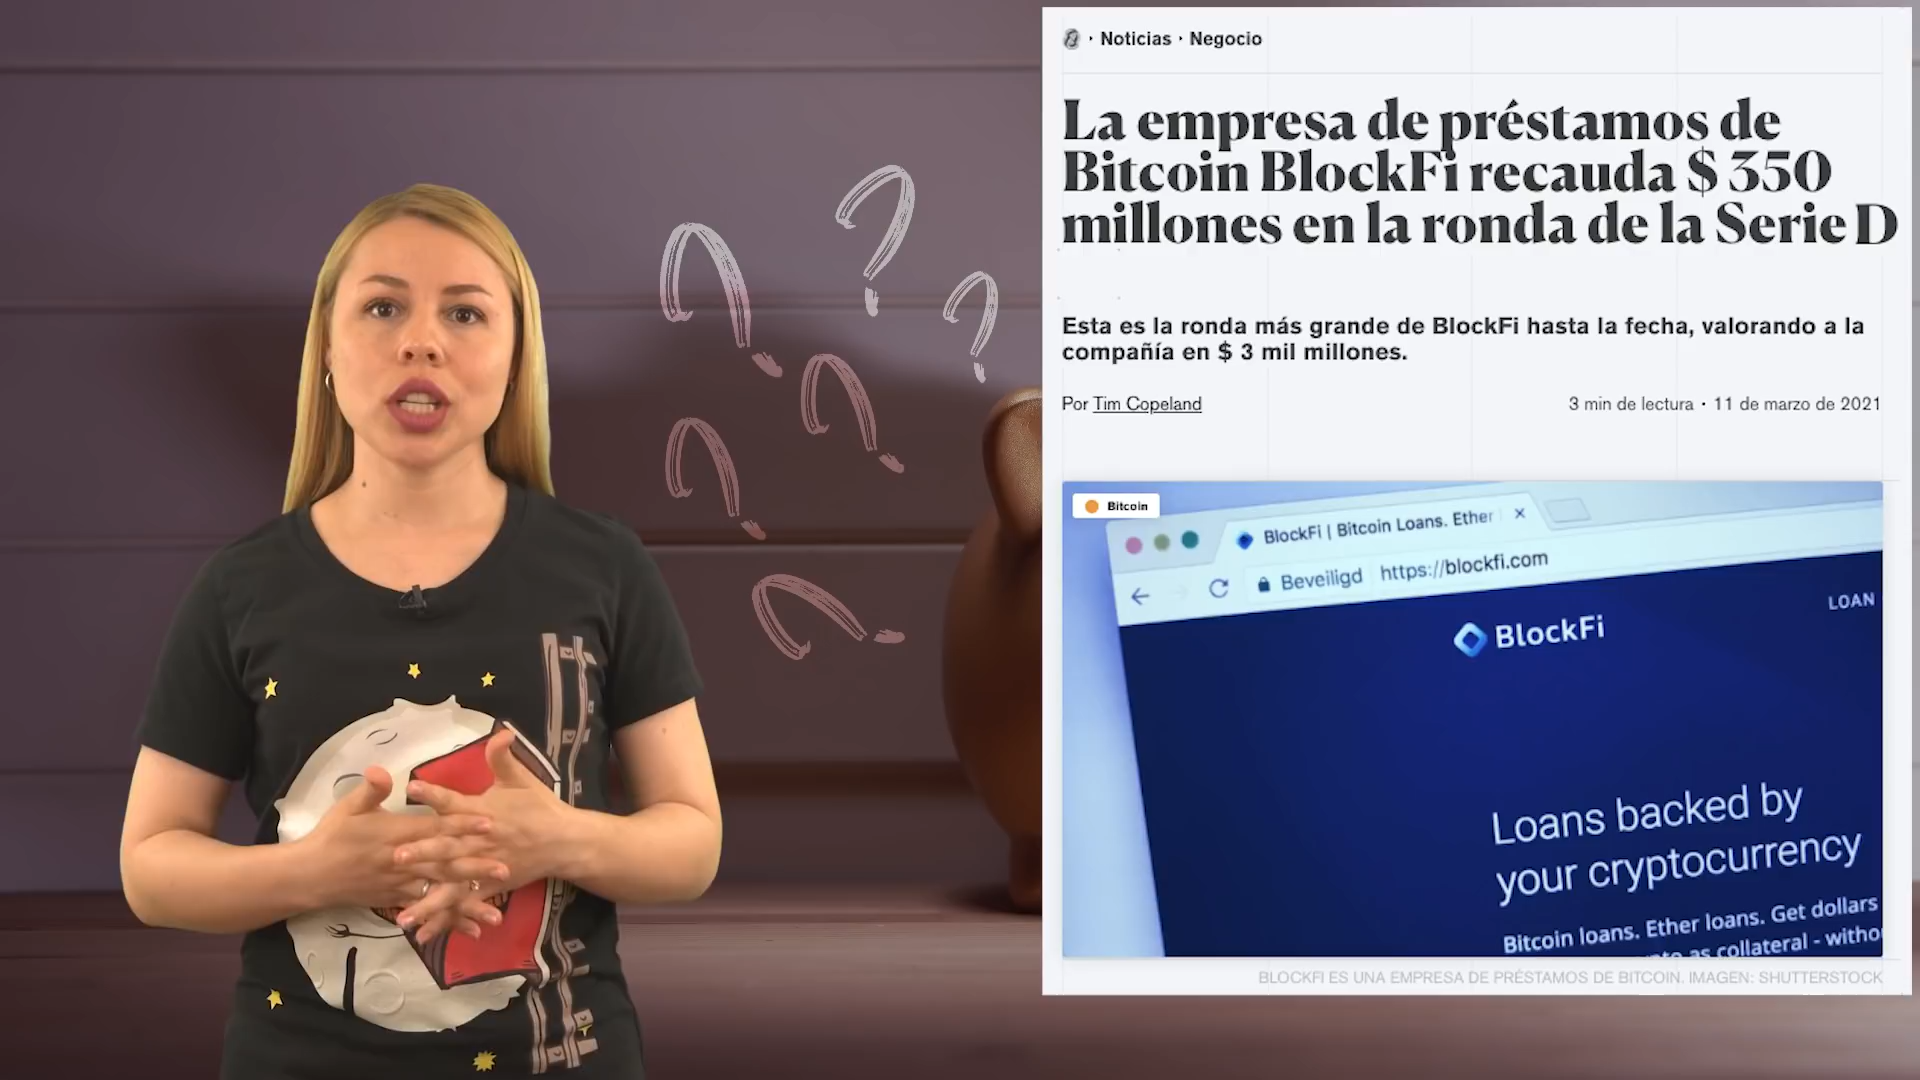 · Noticias · Negocio
La empresa de préstamos de
Bitcoin BlockFi recauda $ 350
millones en la ronda de la Serie D
Esta es la ronda más grande de BlockFi hasta la fecha, valorando a la
compañía en $ 3 mil millones.
Por Tim Copeland
3 min de lectura · 11 de marzo de 2021
Bitcoin
BlockFi | Bitcoin Loans. Ether
Beveiligd https://blockfi.com
LOAN
BlockFi
Loans backed by
your cryptocurrency
Bitcoin loans. Ether loans. Get dollars
as collateral - witho
BLOCKFI ES UNA EMPRESA DE PRÉSTAMOS DE BITCOIN. IMAGEN: SHUTTERSTOCK
? ? ? ? ? ?